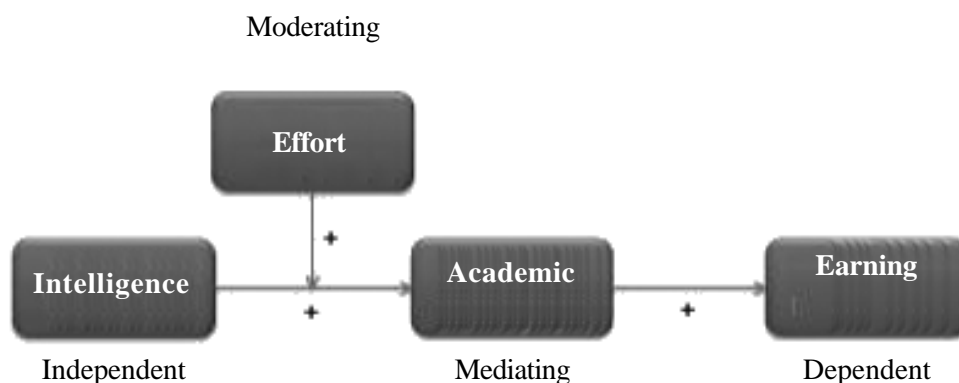 Moderating
Effort
+
Intelligence
+
Academic
+
Earning
Independent
Mediating
Dependent